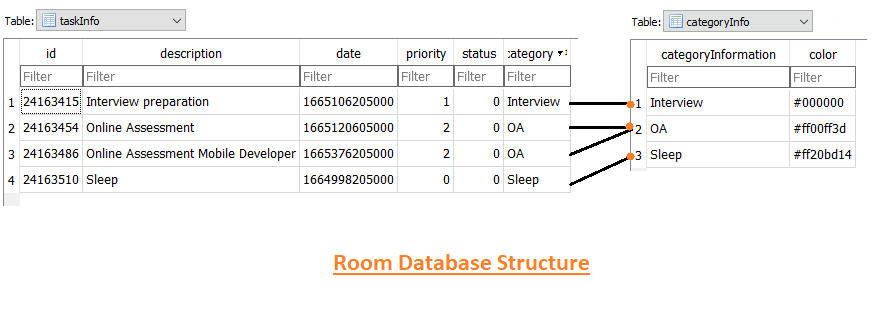 Table: taskInfo
Table: categoryInfo
id description date priority status :ategory
categoryInformation color
Filter Filter Filter Filter Filter Filter
Filter Filter
1 24163415 Interview preparation 1665106205000 1 0 Interview
1 Interview #000000
2 24163454 Online Assessment 1665120605000 2 0 OA
2 OA #ff00ff3d
3 24163486 Online Assessment Mobile Developer 1665376205000 2 0 OA
3 Sleep #ff20bd14
4 24163510 Sleep 1664998205000 0 0 Sleep
Room Database Structure